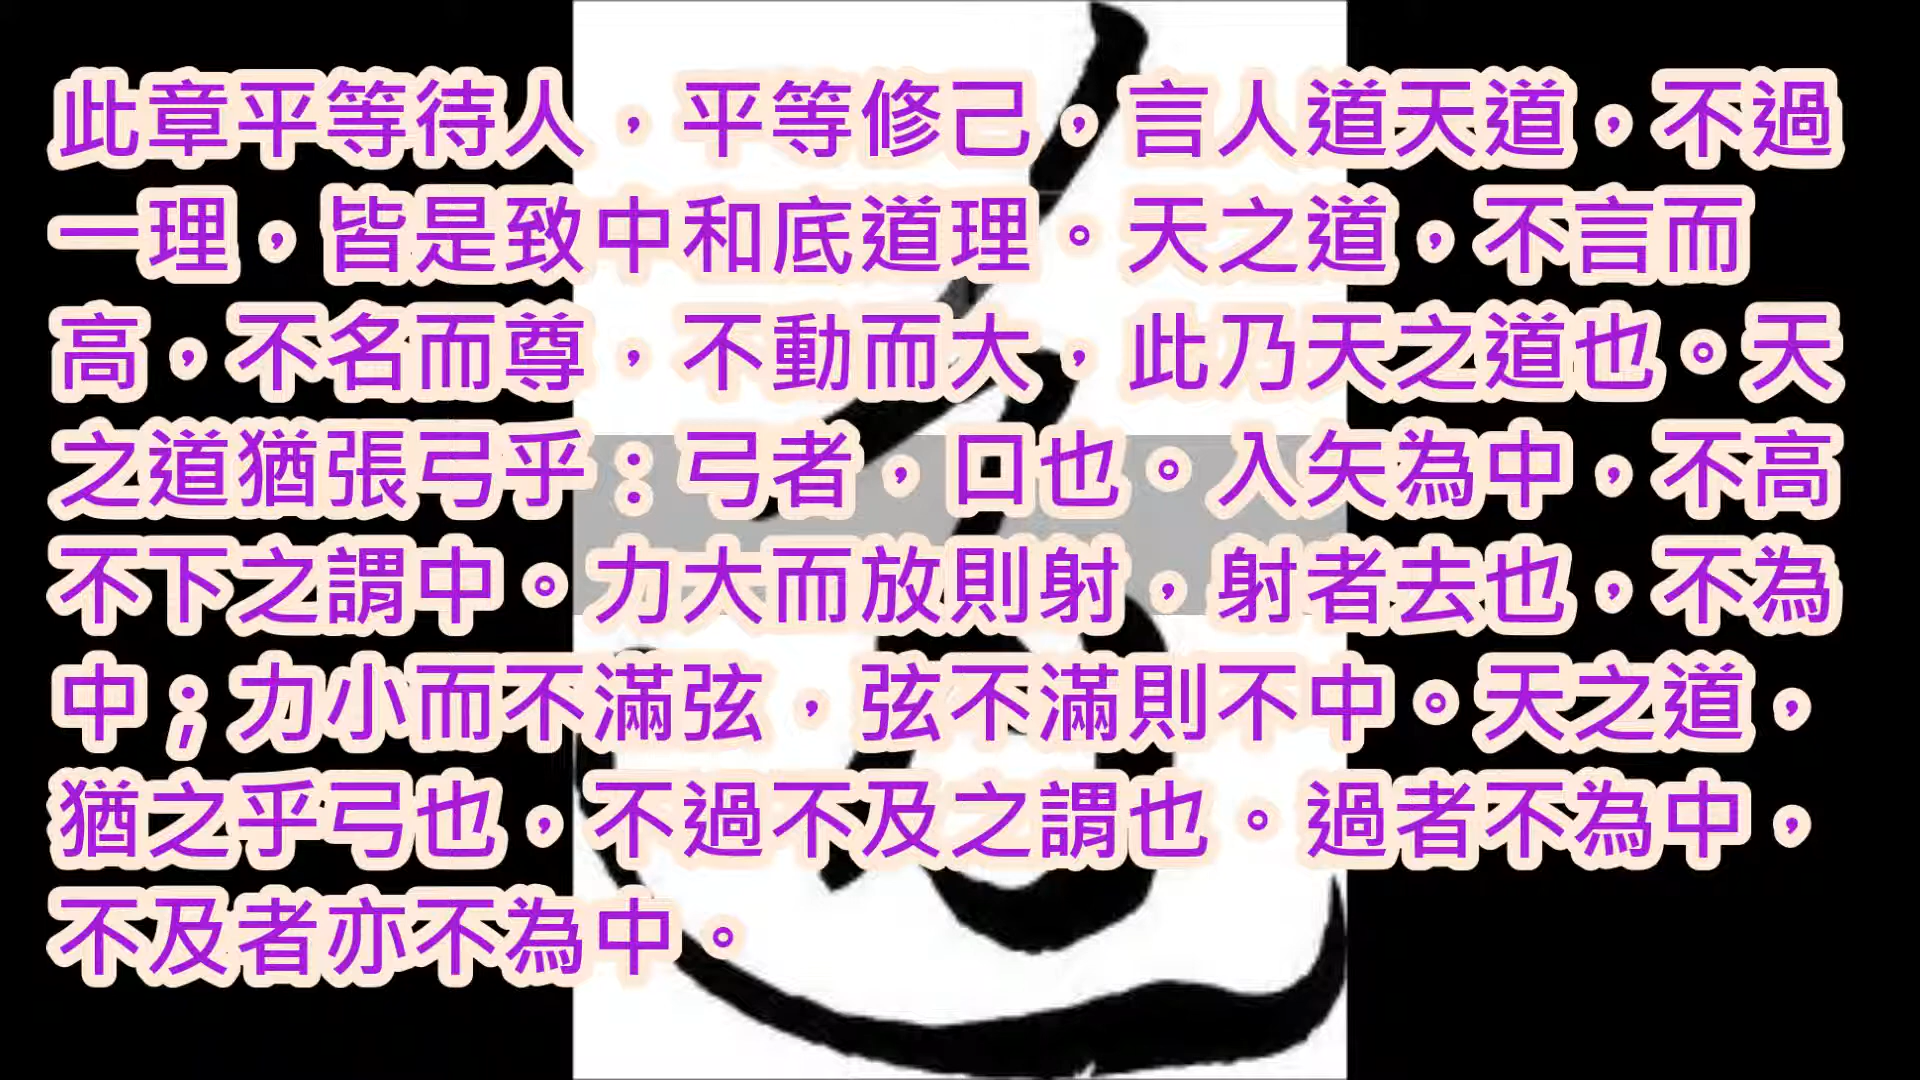 此章平等待人，平等修己，言人道天道，不過
一理，皆是致中和底道理。天之道，不言而
高，不名而尊，不動而大，此乃天之道也。天
之道猶張弓乎：弓者，口也。入矢為中，不高
不下之謂中。力大而放則射，射者去也，不為
中；力小而不滿弦，弦不滿則不中。天之道，
猶之乎弓也，不過不及之謂也。過者不為中，
不及者亦不為中。